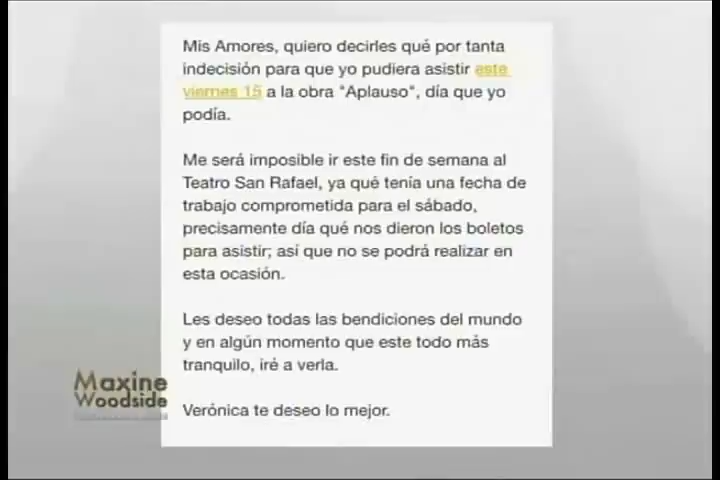 Mis Amores, quiero decirles qué por tanta
indecisión para que yo pudiera asistir este
viernes 15 a la obra "Aplauso", día que yo
podía.
Me será imposible ir este fin de semana al
Teatro San Rafael, ya qué tenía una fecha de
trabajo comprometida para el sábado,
precisamente día qué nos dieron los boletos
para asistir; así que no se podrá realizar en
esta ocasión.
Les deseo todas las bendiciones del mundo
y en algún momento que este todo más
tranquilo, iré a verla.
Verónica te deseo lo mejor.
Maxine
Woodside